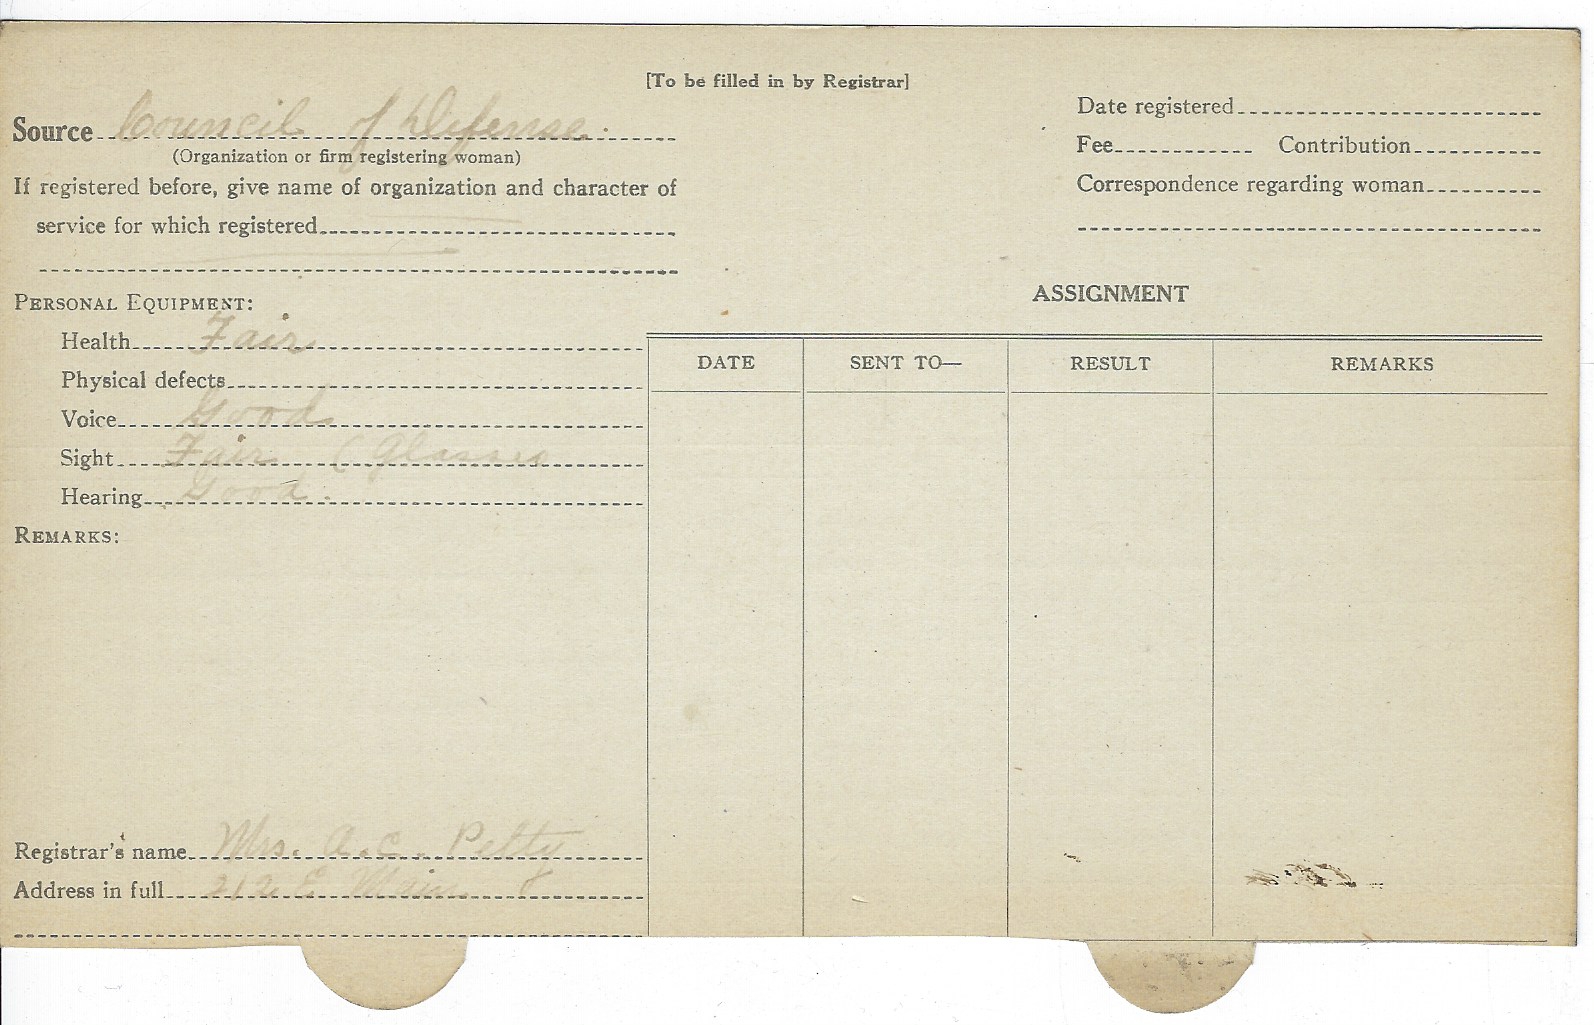 [To be filled in by Registrar]
Source Council of Defense.
(Organization or firm registering woman)
If registered before, give name of organization and character of
service for which registered
Date registered
Fee Contribution
Correspondence regarding woman
PERSONAL EQUIPMENT:
Health Fair
Physical defects
Voice Good
Sight Fair (Glasses
Hearing Good.
REMARKS:
Registrar's name Mrs. A. C. Petty
Address in full 212 E Main
ASSIGNMENT
DATE SENT TO— RESULT REMARKS